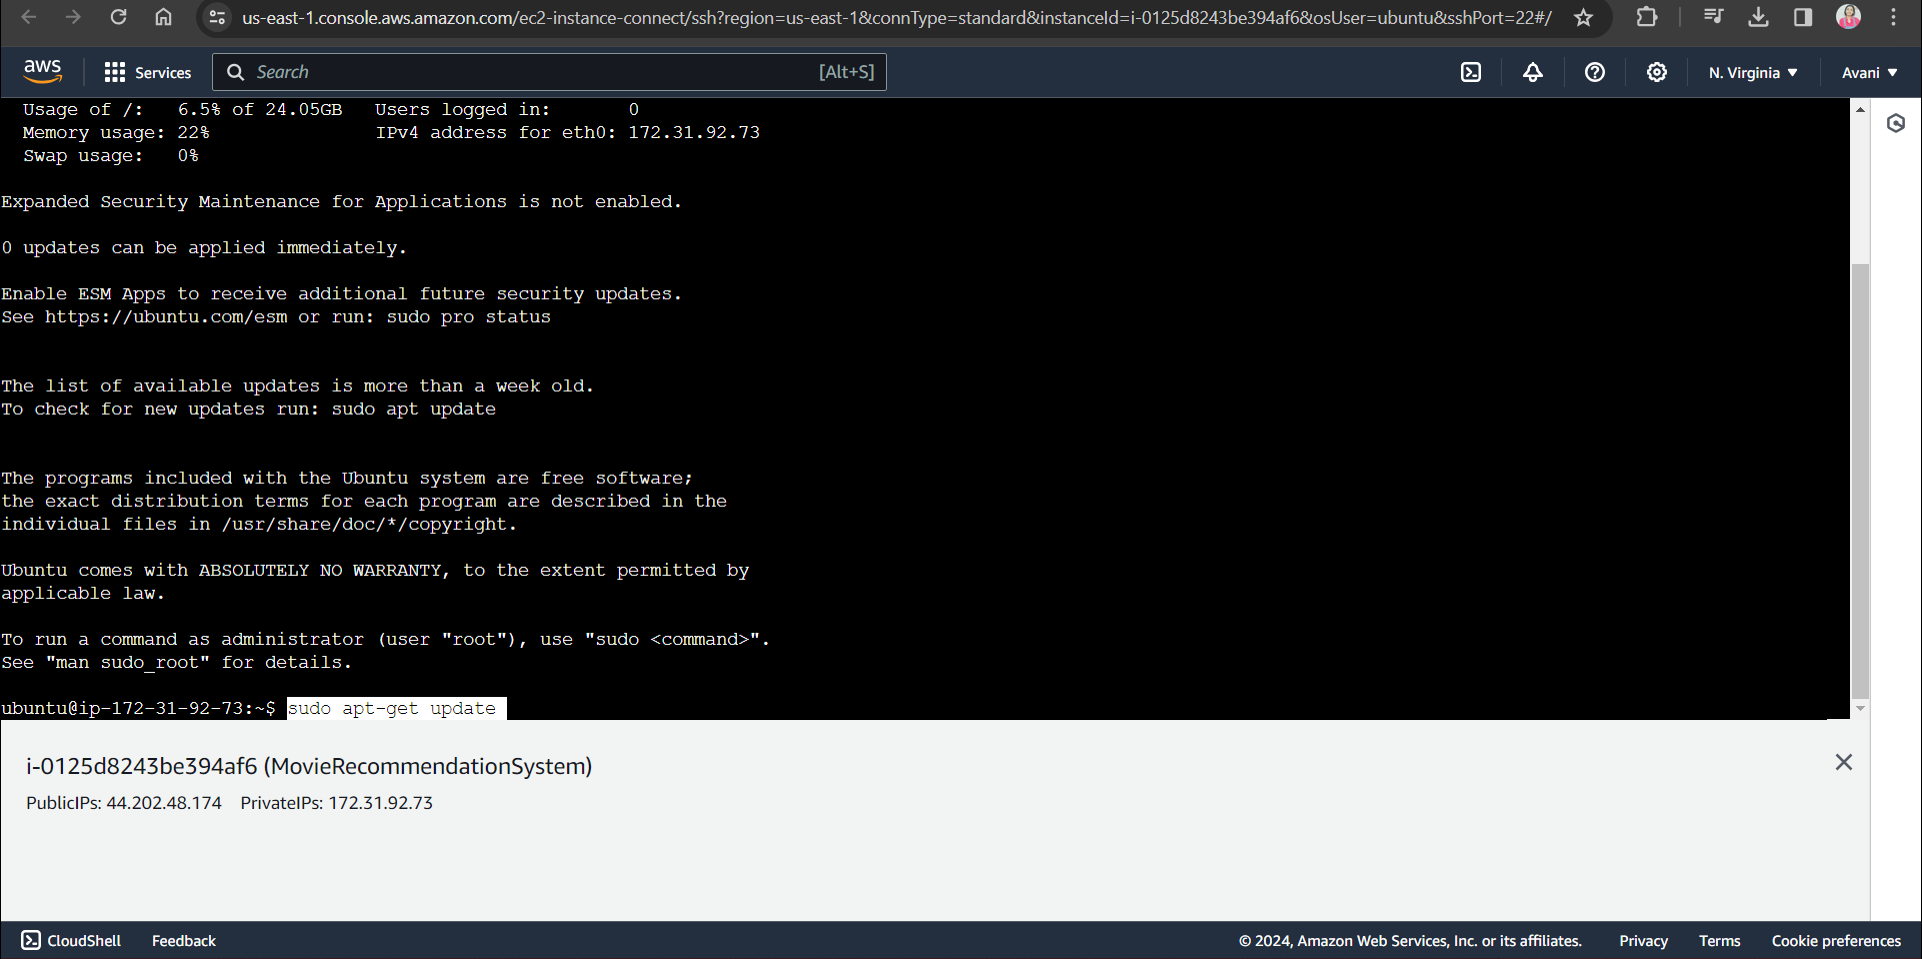 us-east-1.console.aws.amazon.com/ec2-instance-connect/ssh?region=us-east-1&connType=standard&instanceId=i-0125d8243be394af6&osUser=ubuntu&sshPort=22#/
aws Services Search [Alt+S] N. Virginia Avani
Usage of /: 6.5% of 24.05GB Users logged in: 0
Memory usage: 22% IPv4 address for eth0: 172.31.92.73
Swap usage: 0%
Expanded Security Maintenance for Applications is not enabled.
0 updates can be applied immediately.
Enable ESM Apps to receive additional future security updates.
See https://ubuntu.com/esm or run: sudo pro status
The list of available updates is more than a week old.
To check for new updates run: sudo apt update
The programs included with the Ubuntu system are free software;
the exact distribution terms for each program are described in the
individual files in /usr/share/doc/*/copyright.
Ubuntu comes with ABSOLUTELY NO WARRANTY, to the extent permitted by
applicable law.
To run a command as administrator (user "root"), use "sudo <command>".
See "man sudo_root" for details.
ubuntu@ip-172-31-92-73:~$ sudo apt-get update
i-0125d8243be394af6 (MovieRecommendationSystem)
PublicIPs: 44.202.48.174 PrivateIPs: 172.31.92.73
CloudShell Feedback © 2024, Amazon Web Services, Inc. or its affiliates. Privacy Terms Cookie preferences